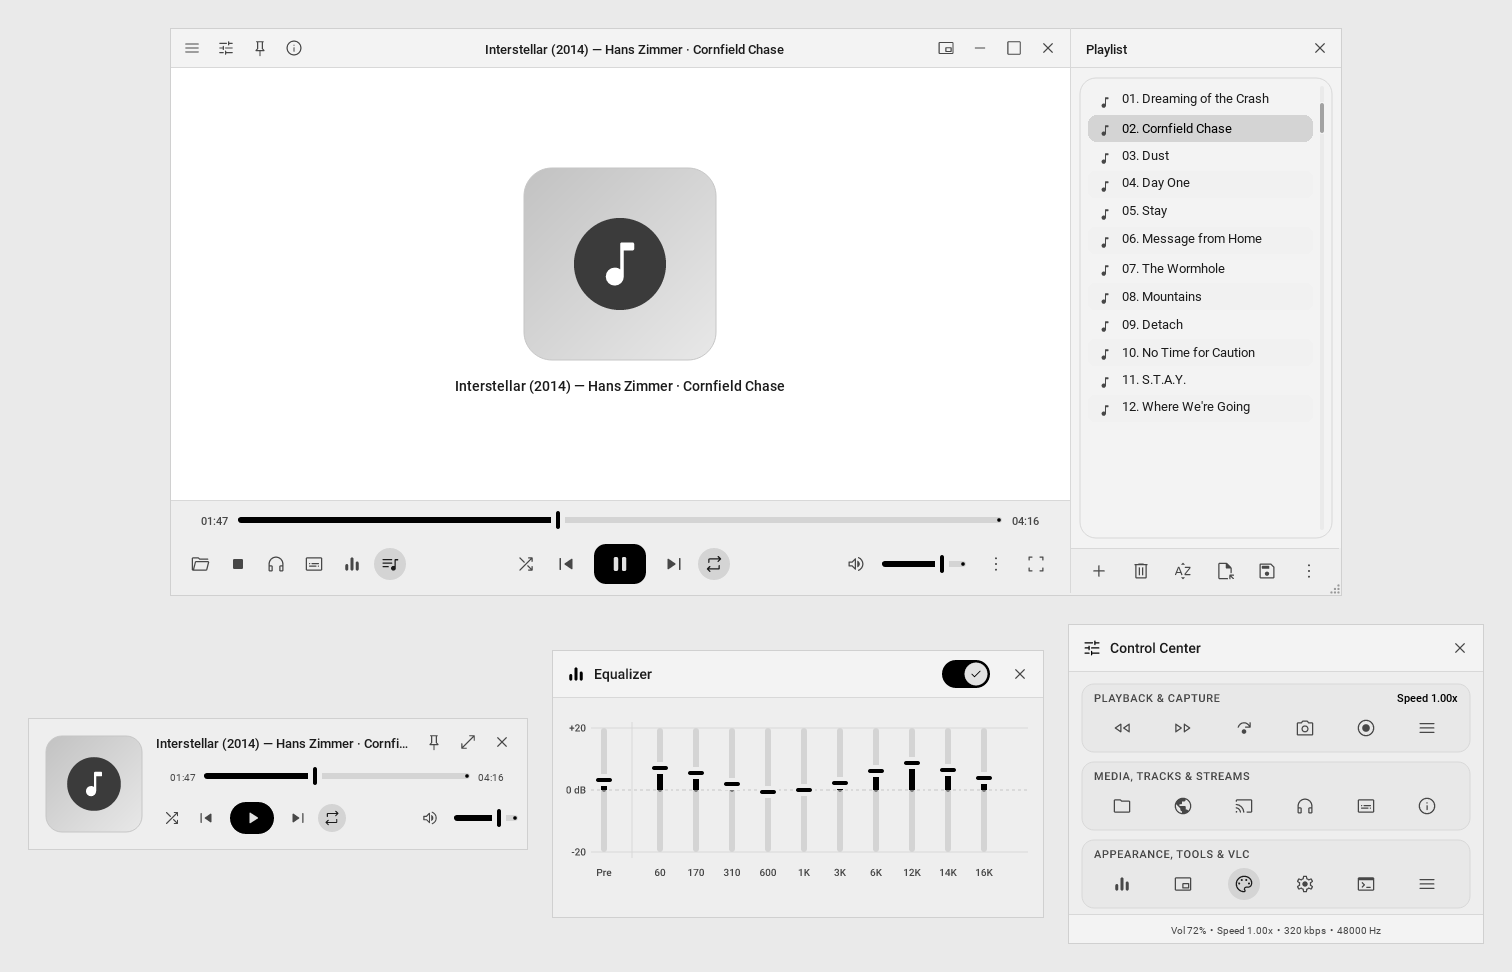 Interstellar (2014) — Hans Zimmer · Cornfield Chase
Playlist
01. Dreaming of the Crash
02. Cornfield Chase
03. Dust
04. Day One
05. Stay
06. Message from Home
07. The Wormhole
08. Mountains
09. Detach
10. No Time for Caution
11. S.T.A.Y.
12. Where We're Going
Interstellar (2014) — Hans Zimmer · Cornfield Chase
01:47 04:16
AZ
Interstellar (2014) — Hans Zimmer · Cornfi...
01:47 04:16
Equalizer
+20
0 dB
-20
Pre 60 170 310 600 1K 3K 6K 12K 14K 16K
Control Center
PLAYBACK & CAPTURE Speed 1.00x
MEDIA, TRACKS & STREAMS
APPEARANCE, TOOLS & VLC
Vol 72% • Speed 1.00x • 320 kbps • 48000 Hz